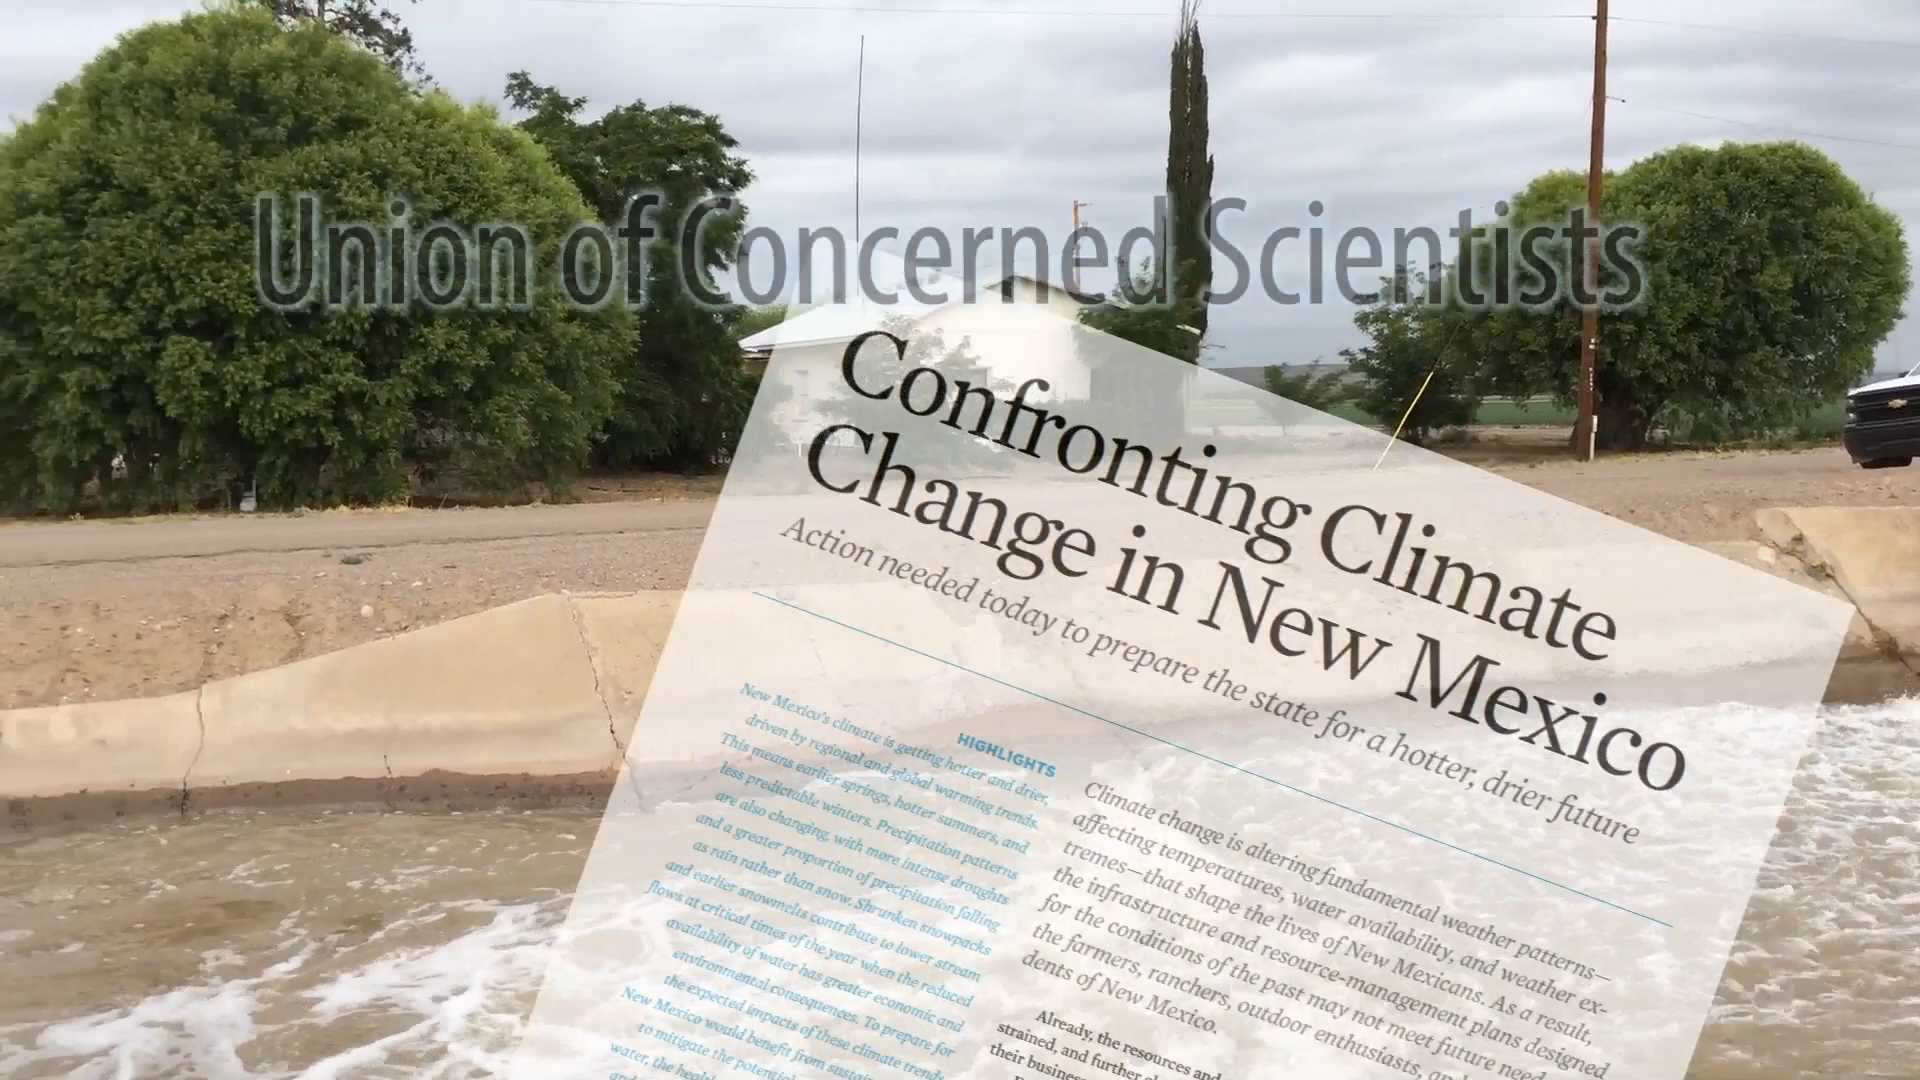 Union of Concerned Scientists
Confronting Climate
Change in New Mexico
Action needed today to prepare the state for a hotter, drier future
HIGHLIGHTS
New Mexico's climate is getting hotter and drier,
driven by regional and global warming trends.
This means earlier springs, hotter summers, and
less predictable winters. Precipitation patterns
are also changing, with more intense droughts
and a greater proportion of precipitation falling
as rain rather than snow. Shrunken snowpacks
and earlier snowmelts contribute to lower stream
flows at critical times of the year when the reduced
availability of water has greater economic and
environmental consequences. To prepare for
the expected impacts of these climate trends
New Mexico would benefit from
to mitigate the
water, the
Climate change is altering fundamental weather patterns—
affecting temperatures, water availability, and weather ex-
tremes—that shape the lives of New Mexicans. As a result,
the infrastructure and resource-management plans designed
for the conditions of the past may not meet future
the farmers, ranchers, outdoor enthusiasts,
dents of New Mexico.
Already, the resources and
strained, and further
their